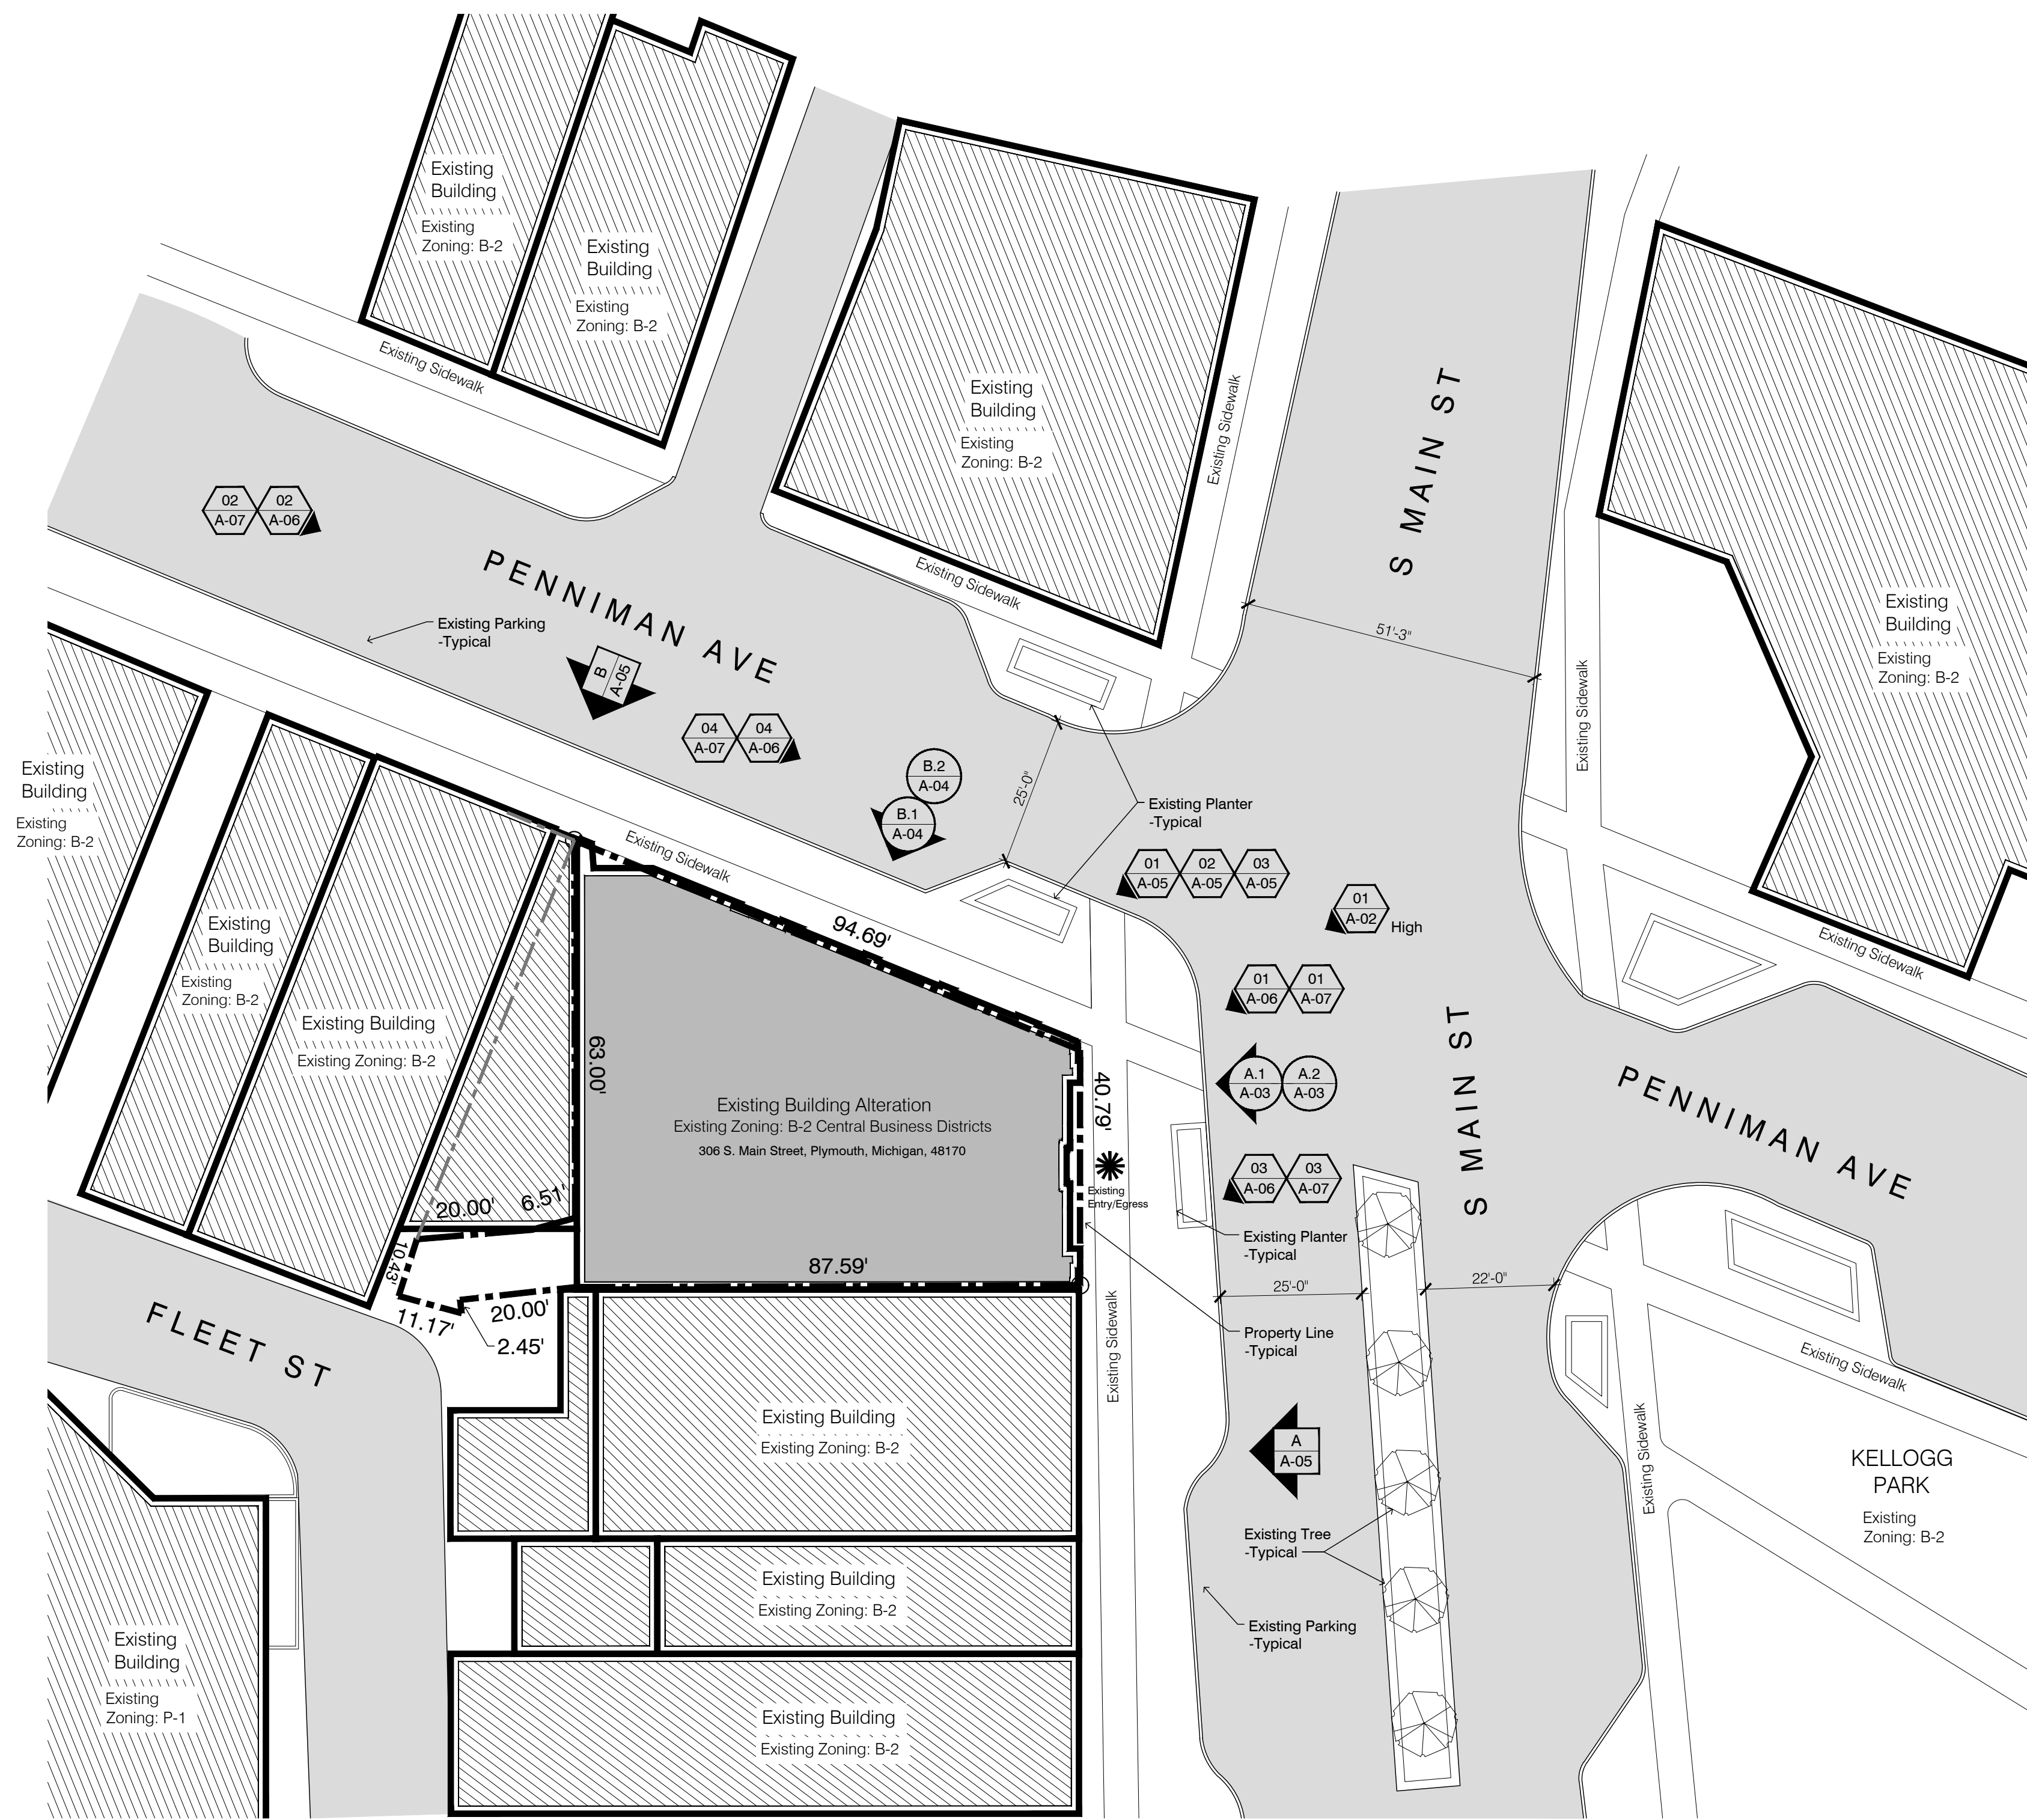 Existing
Building
Existing
Zoning: B-2
Existing
Building
Existing
Zoning: B-2
Existing Sidewalk
Existing
Building
Existing
Zoning: B-2
Existing Sidewalk
Existing Sidewalk
S MAIN ST
51'-3"
Existing Sidewalk
Existing
Building
Existing
Zoning: B-2
02
A-07
02
A-06
PENNIMAN AVE
Existing Parking
-Typical
B
A-05
04
A-07
04
A-06
B.2
A-04
B.1
A-04
25'-0"
Existing Planter
-Typical
01
A-05
02
A-05
03
A-05
01
A-02
High
Existing Sidewalk
Existing
Building
Existing
Zoning: B-2
Existing
Building
Existing
Zoning: B-2
Existing Building
Existing Zoning: B-2
Existing Sidewalk
94.69'
63.00'
40.79'
Existing Building Alteration
Existing Zoning: B-2 Central Business Districts
306 S. Main Street, Plymouth, Michigan, 48170
01
A-06
01
A-07
A.1
A-03
A.2
A-03
03
A-06
03
A-07
S MAIN ST
PENNIMAN AVE
Existing
Entry/Egress
Existing Planter
-Typical
20.00'
6.51'
10.43'
87.59'
11.17'
20.00'
2.45'
25'-0"
22'-0"
FLEET ST
Property Line
-Typical
Existing Sidewalk
Existing Sidewalk
Existing Sidewalk
Existing Building
Existing Zoning: B-2
A
A-05
KELLOGG
PARK
Existing
Zoning: B-2
Existing Tree
-Typical
Existing Building
Existing Zoning: B-2
Existing Parking
-Typical
Existing
Building
Existing
Zoning: P-1
Existing Building
Existing Zoning: B-2